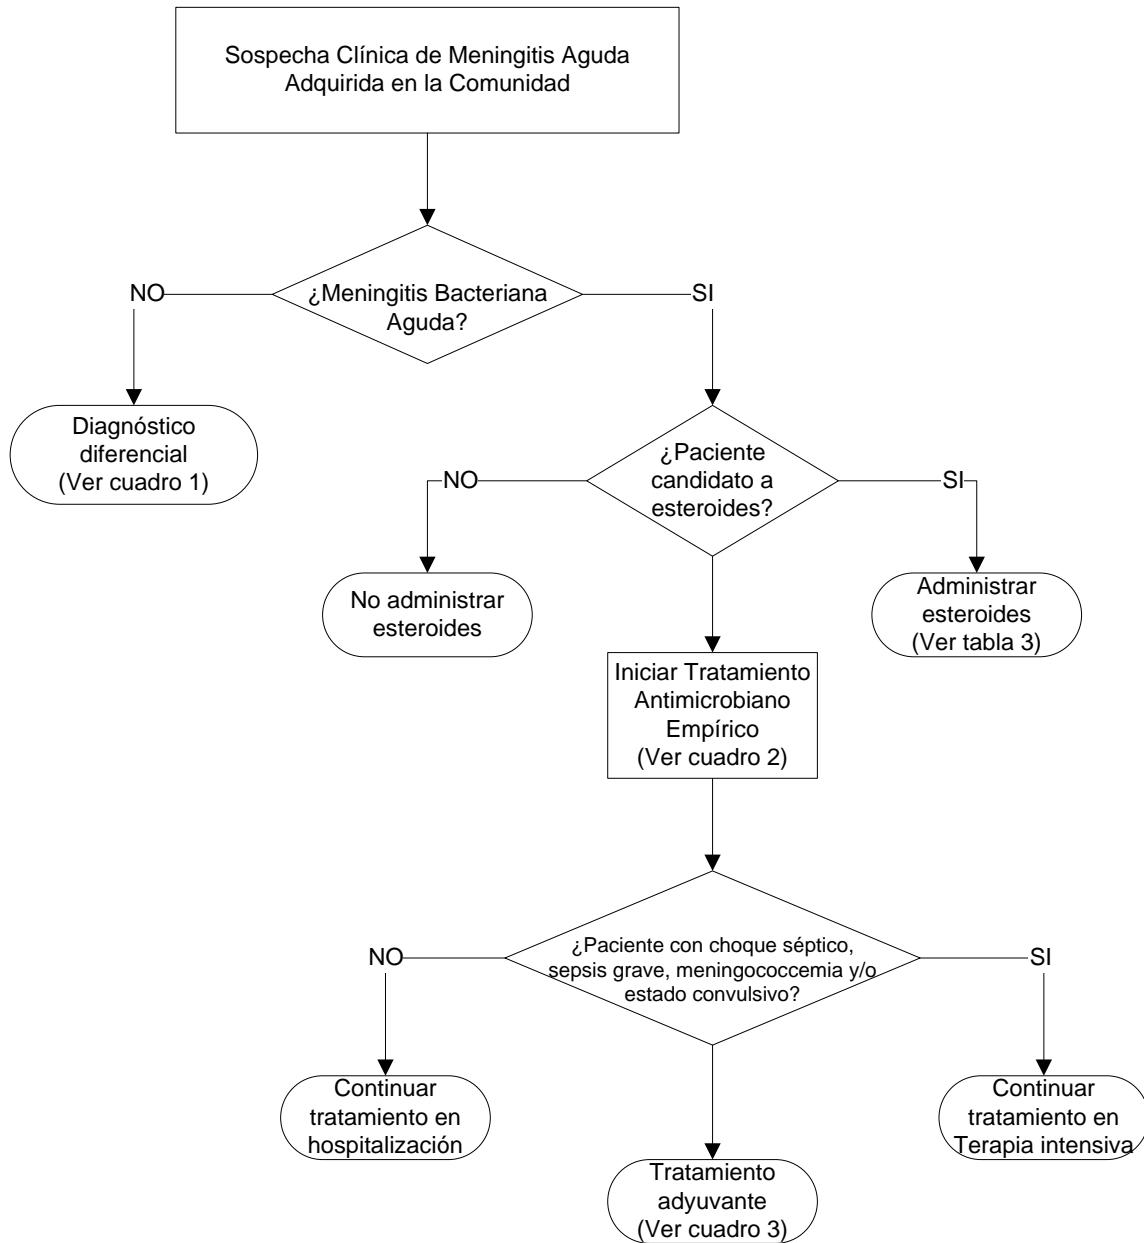 Sospecha Clínica de Meningitis Aguda
Adquirida en la Comunidad
¿Meningitis Bacteriana
Aguda?
NO
SI
Diagnóstico
diferencial
(Ver cuadro 1)
¿Paciente
candidato a
esteroides?
NO
SI
No administrar
esteroides
Administrar
esteroides
(Ver tabla 3)
Iniciar Tratamiento
Antimicrobiano
Empírico
(Ver cuadro 2)
¿Paciente con choque séptico,
sepsis grave, meningococcemia y/o
estado convulsivo?
NO
SI
Continuar
tratamiento en
hospitalización
Tratamiento
adyuvante
(Ver cuadro 3)
Continuar
tratamiento en
Terapia intensiva